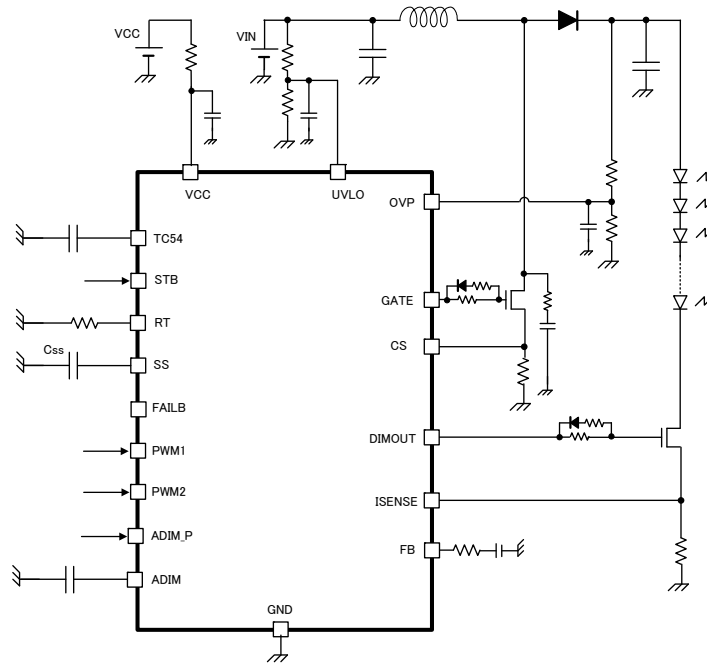 VCC
VIN
VCC
UVLO
OVP
TC54
STB
GATE
RT
CS
Css
SS
FAILB
DIMOUT
PWM1
PWM2
ISENSE
ADIM_P
FB
ADIM
GND